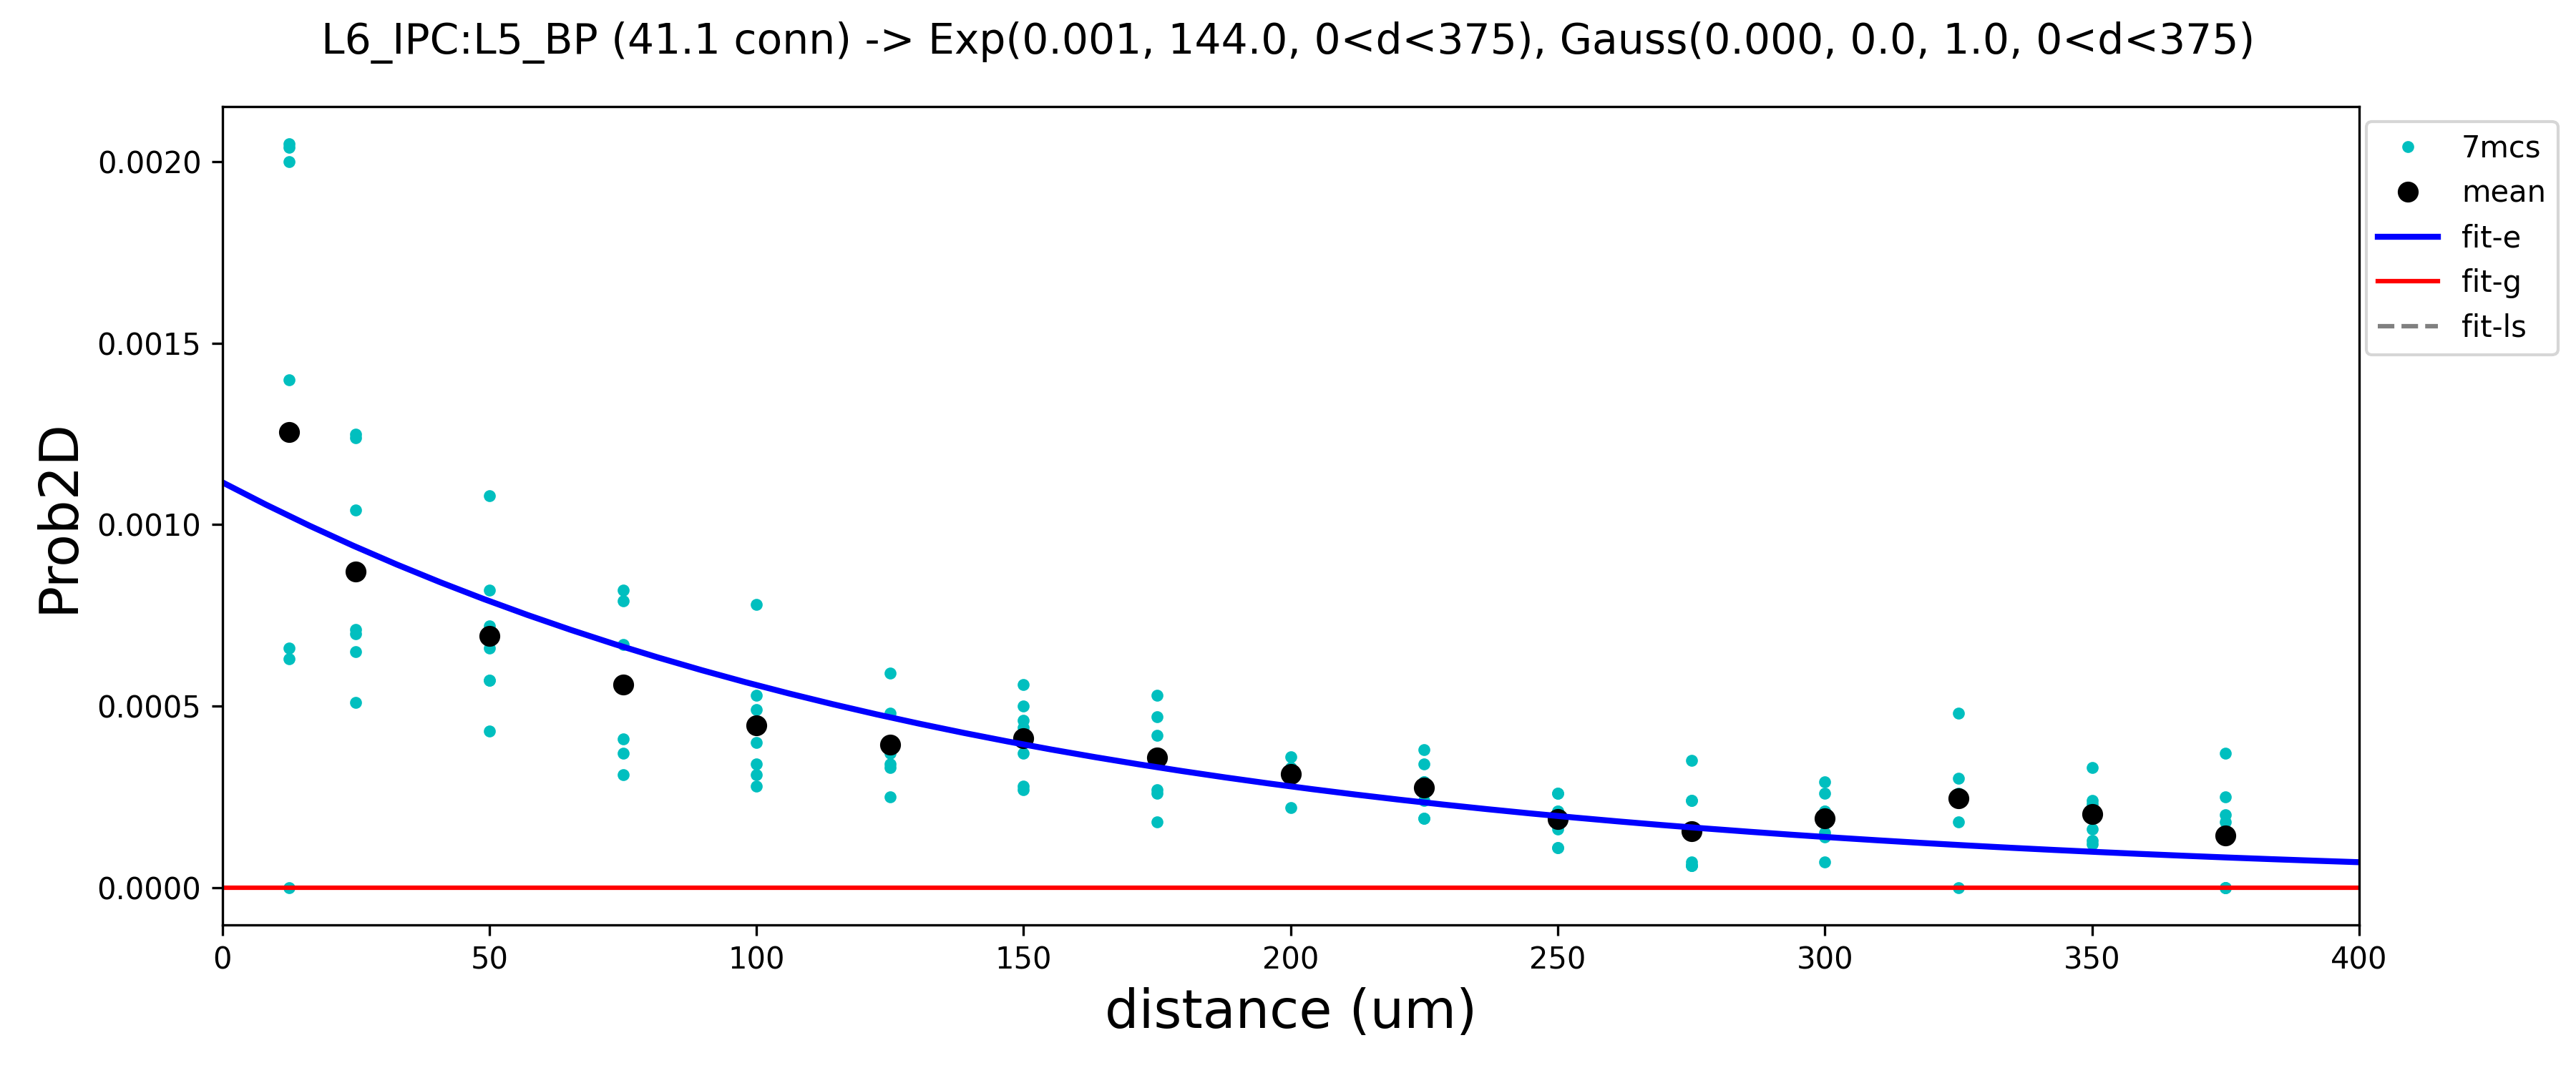 L6_IPC:L5_BP (41.1 conn) -> Exp(0.001, 144.0, 0<d<375), Gauss(0.000, 0.0, 1.0, 0<d<375)
7mcs
mean
fit-e
fit-g
fit-ls
Prob2D
0.0020
0.0015
0.0010
0.0005
0.0000
0 50 100 150 200 250 300 350 400
distance (um)